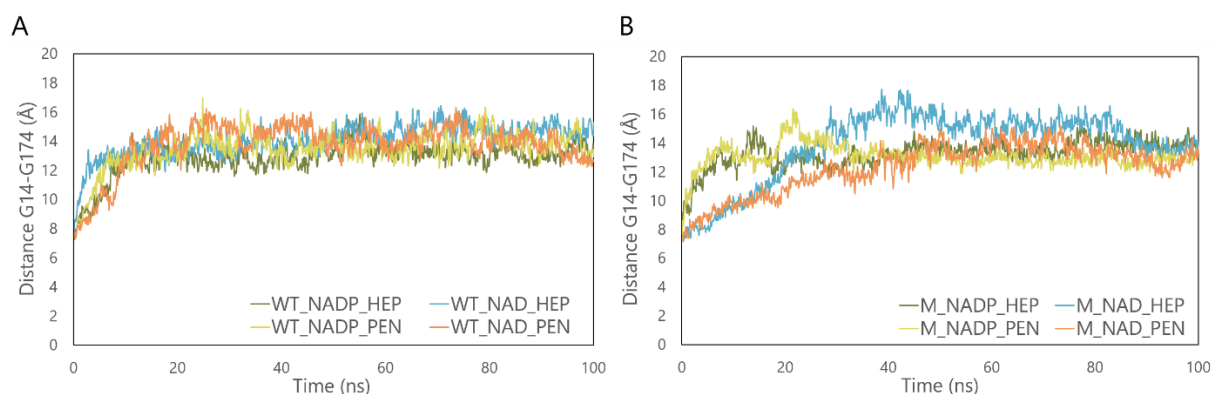 A
Distance G14-G174 (Å)
20
18
16
14
12
10
8
6
4
2
0
WT_NADP_HEP WT_NAD_HEP
WT_NADP_PEN WT_NAD_PEN
0 20 40 60 80 100
Time (ns)
B
Distance G14-G174 (Å)
20
18
16
14
12
10
8
6
4
2
0
M_NADP_HEP M_NAD_HEP
M_NADP_PEN M_NAD_PEN
0 20 40 60 80 100
Time (ns)